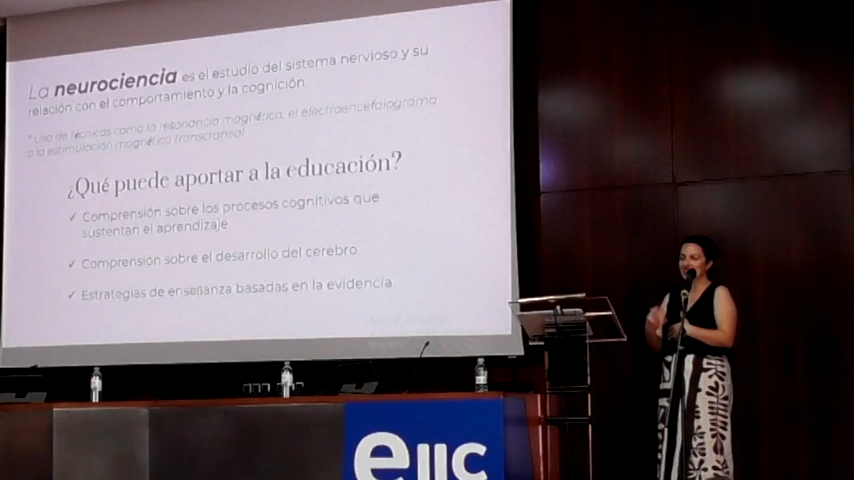 La neurociencia es el estudio del sistema nervioso y su
relación con el comportamiento y la cognición
* Uso de técnicas como la resonancia magnética, el electroencefalograma
o la estimulación magnética transcraneal
¿Qué puede aportar a la educación?
✓ Comprensión sobre los procesos cognitivos que
sustentan el aprendizaje
✓ Comprensión sobre el desarrollo del cerebro
✓ Estrategias de enseñanza basadas en la evidencia
eiic